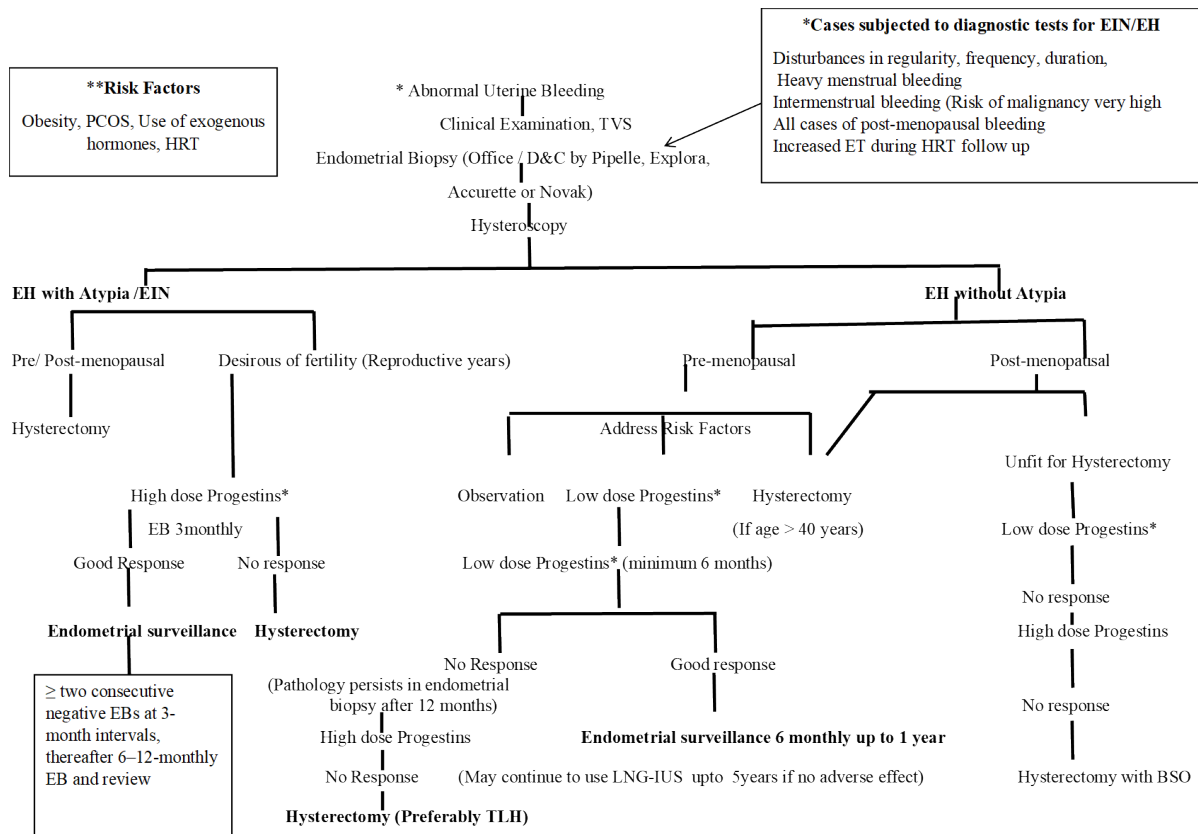 *Cases subjected to diagnostic tests for EIN/EH
Disturbances in regularity, frequency, duration,
Heavy menstrual bleeding
Intermenstrual bleeding (Risk of malignancy very high
All cases of post-menopausal bleeding
Increased ET during HRT follow up
**Risk Factors
Obesity, PCOS, Use of exogenous
hormones, HRT
* Abnormal Uterine Bleeding
Clinical Examination, TVS
Endometrial Biopsy (Office / D&C by Pipelle, Explora,
Accurette or Novak)
Hysteroscopy
EH with Atypia /EIN
EH without Atypia
Pre/ Post-menopausal
Desirous of fertility (Reproductive years)
Pre-menopausal
Post-menopausal
Hysterectomy
Address Risk Factors
Unfit for Hysterectomy
High dose Progestins*
Observation
Low dose Progestins*
Hysterectomy
EB 3monthly
(If age > 40 years)
Low dose Progestins*
Good Response
No response
Low dose Progestins* (minimum 6 months)
No response
Endometrial surveillance
Hysterectomy
High dose Progestins
No Response
Good response
(Pathology persists in endometrial
biopsy after 12 months)
≥ two consecutive
negative EBs at 3-
month intervals,
thereafter 6–12-monthly
EB and review
No response
High dose Progestins
Endometrial surveillance 6 monthly up to 1 year
No Response
(May continue to use LNG-IUS upto 5years if no adverse effect)
Hysterectomy with BSO
Hysterectomy (Preferably TLH)